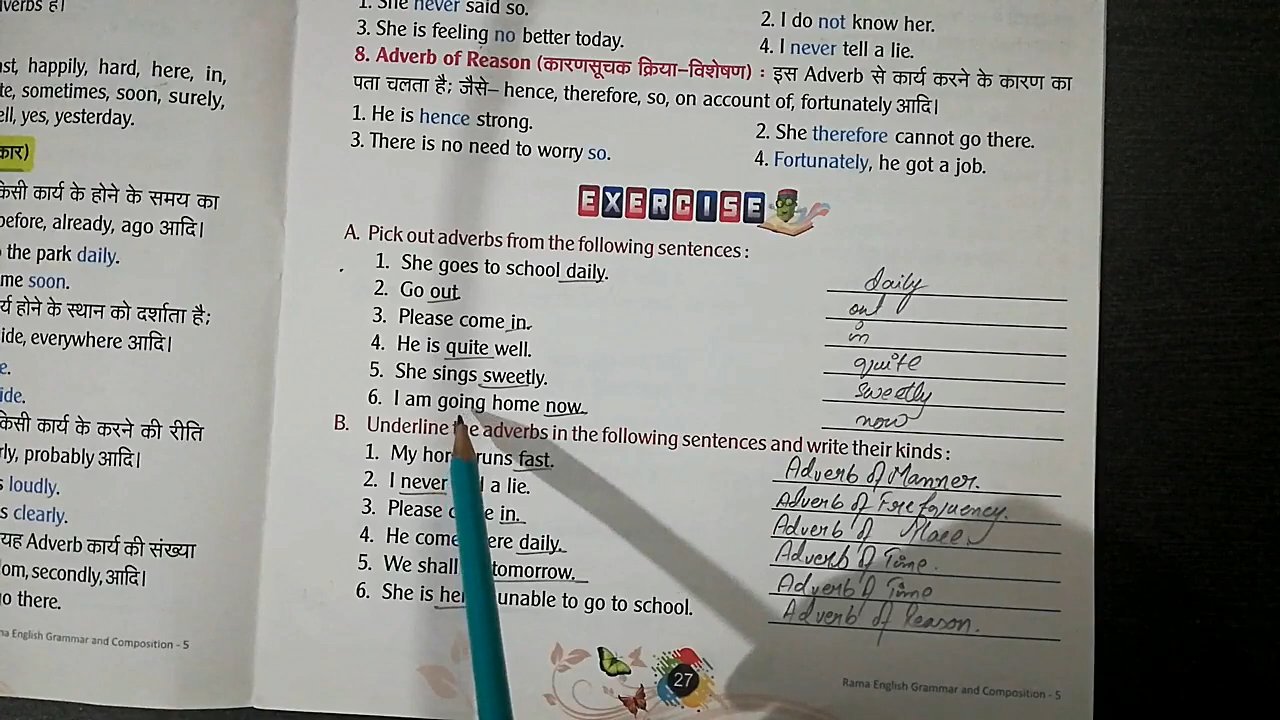 verbs हैं।
st, happily, hard, here, in,
te, sometimes, soon, surely,
ell, yes, yesterday.
कार)
किसी कार्य के होने के समय का
before, already, ago आदि।
the park daily.
me soon.
र्य होने के स्थान को दर्शाता है;
ide, everywhere आदि।
e.
ide.
किसी कार्य के करने की रीति
rly, probably आदि।
s loudly.
s clearly.
यह Adverb कार्य की संख्या
om, secondly, आदि।
o there.
ma English Grammar and Composition - 5
1. She never said so.
2. I do not know her.
3. She is feeling no better today.
4. I never tell a lie.
8. Adverb of Reason (कारणसूचक क्रिया–विशेषण) : इस Adverb से कार्य करने के कारण का
पता चलता है; जैसे– hence, therefore, so, on account of, fortunately आदि।
1. He is hence strong.
2. She therefore cannot go there.
3. There is no need to worry so.
4. Fortunately, he got a job.
EXERCISE
A. Pick out adverbs from the following sentences :
1. She goes to school daily. daily
2. Go out out
3. Please come in. in
4. He is quite well. quite
5. She sings sweetly. sweetly
6. I am going home now. now
B. Underline the adverbs in the following sentences and write their kinds :
1. My hor runs fast. Adverb of Manner.
2. I never a lie. Adverb of Forefquency.
3. Please c e in. Adverb of Place
4. He come ere daily. Adverb of Time.
5. We shall tomorrow. Adverb of Time
6. She is he unable to go to school. Adverb of Reason.
27
Rama English Grammar and Composition - 5